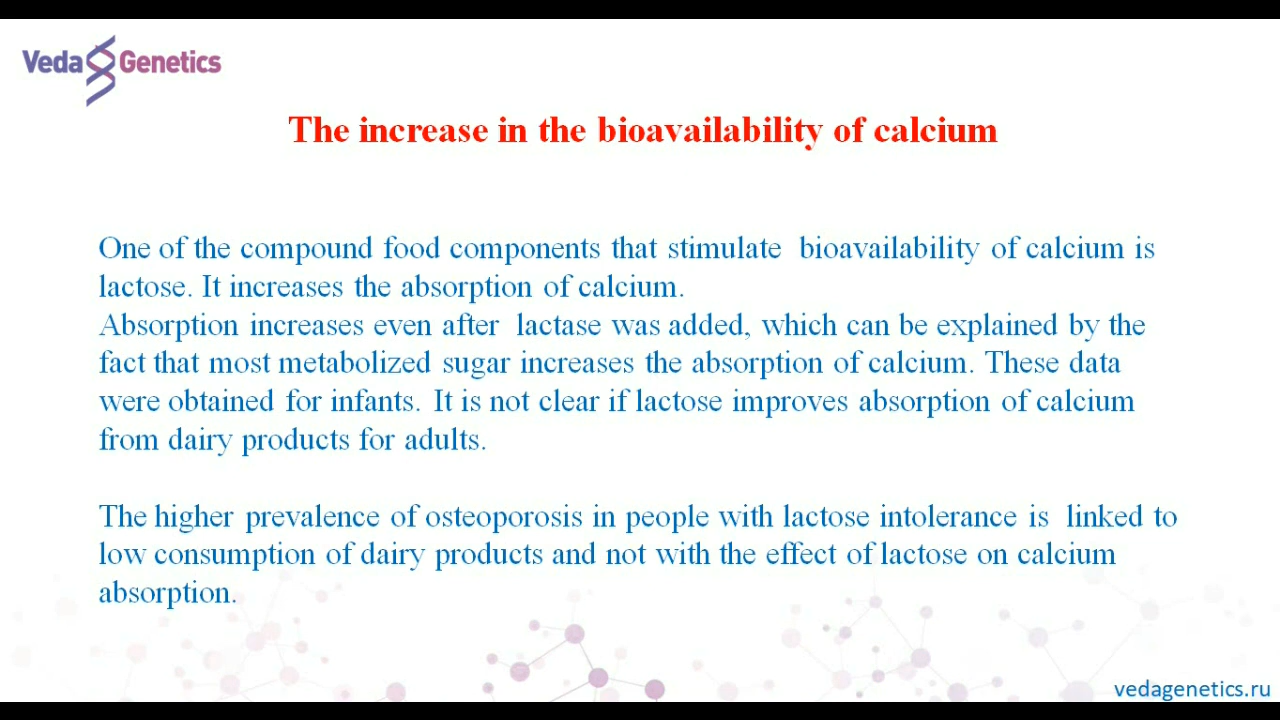 Veda Genetics
The increase in the bioavailability of calcium
One of the compound food components that stimulate bioavailability of calcium is
lactose. It increases the absorption of calcium.
Absorption increases even after lactase was added, which can be explained by the
fact that most metabolized sugar increases the absorption of calcium. These data
were obtained for infants. It is not clear if lactose improves absorption of calcium
from dairy products for adults.
The higher prevalence of osteoporosis in people with lactose intolerance is linked to
low consumption of dairy products and not with the effect of lactose on calcium
absorption.
vedagenetics.ru